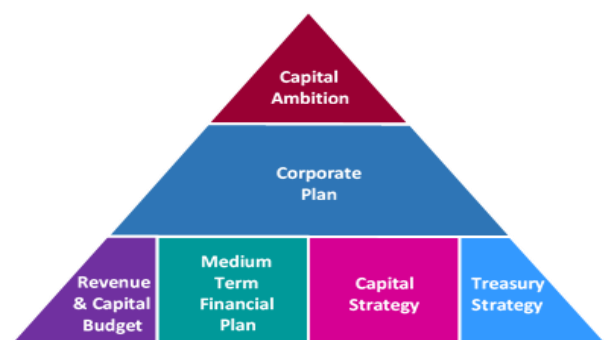 Capital
Ambition
Corporate
Plan
Revenue
& Capital
Budget
Medium
Term
Financial
Plan
Capital
Strategy
Treasury
Strategy